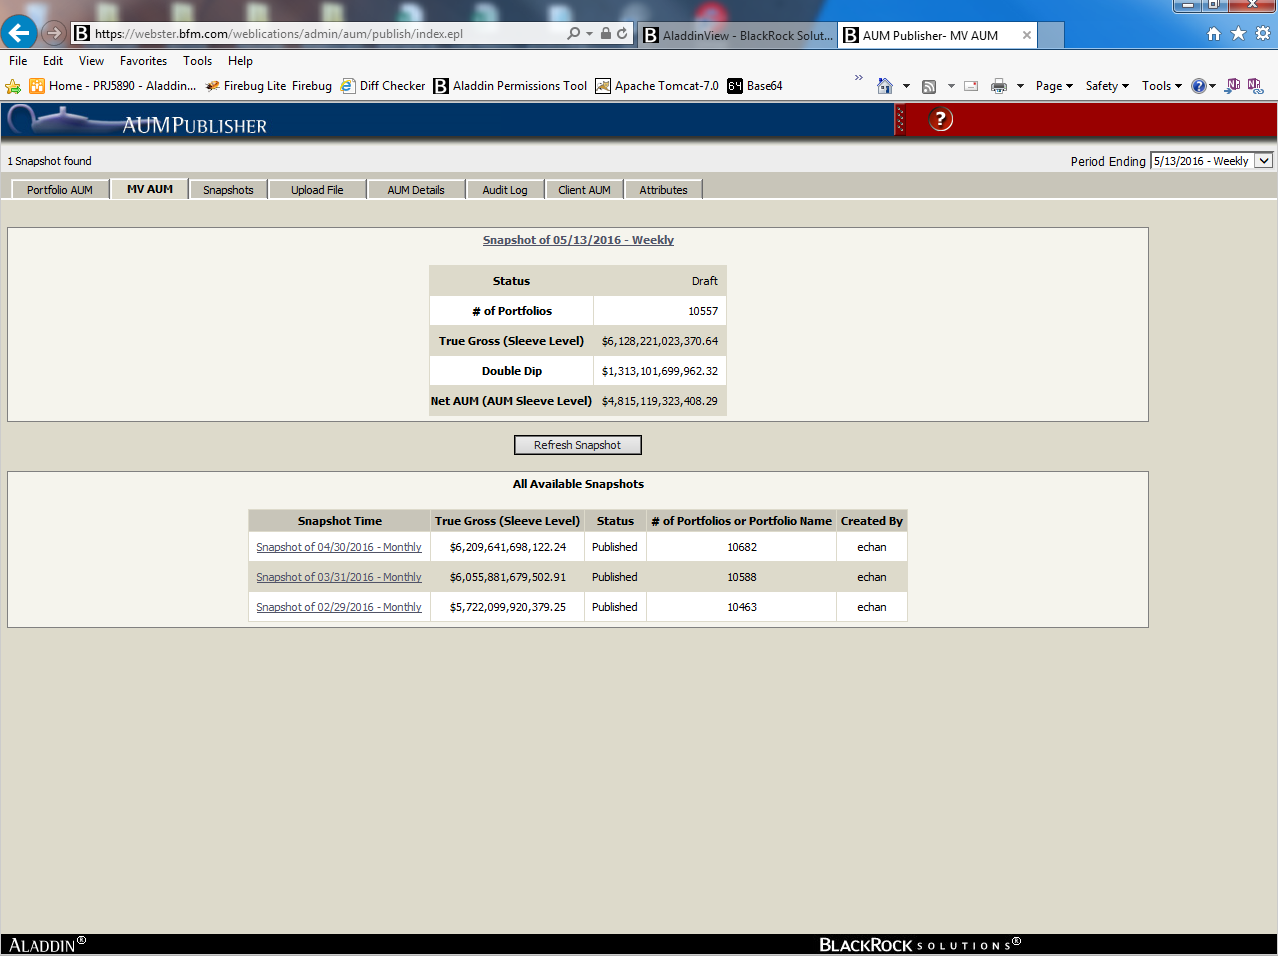 https://webster.bfm.com/weblications/admin/aum/publish/index.epl
AladdinView - BlackRock Solut...
AUM Publisher- MV AUM
File Edit View Favorites Tools Help
Home - PRJ5890 - Aladdin... Firebug Lite Firebug Diff Checker Aladdin Permissions Tool Apache Tomcat-7.0 64 Base64 » Page Safety Tools
AUMPUBLISHER ?
1 Snapshot found
Period Ending 5/13/2016 - Weekly
Portfolio AUM MV AUM Snapshots Upload File AUM Details Audit Log Client AUM Attributes
Snapshot of 05/13/2016 - Weekly
Status Draft
# of Portfolios 10557
True Gross (Sleeve Level) $6,128,221,023,370.64
Double Dip $1,313,101,699,962.32
Net AUM (AUM Sleeve Level) $4,815,119,323,408.29
Refresh Snapshot
All Available Snapshots
Snapshot Time True Gross (Sleeve Level) Status # of Portfolios or Portfolio Name Created By
Snapshot of 04/30/2016 - Monthly $6,209,641,698,122.24 Published 10682 echan
Snapshot of 03/31/2016 - Monthly $6,055,881,679,502.91 Published 10588 echan
Snapshot of 02/29/2016 - Monthly $5,722,099,920,379.25 Published 10463 echan
ALADDIN® BLACKROCK SOLUTIONS®